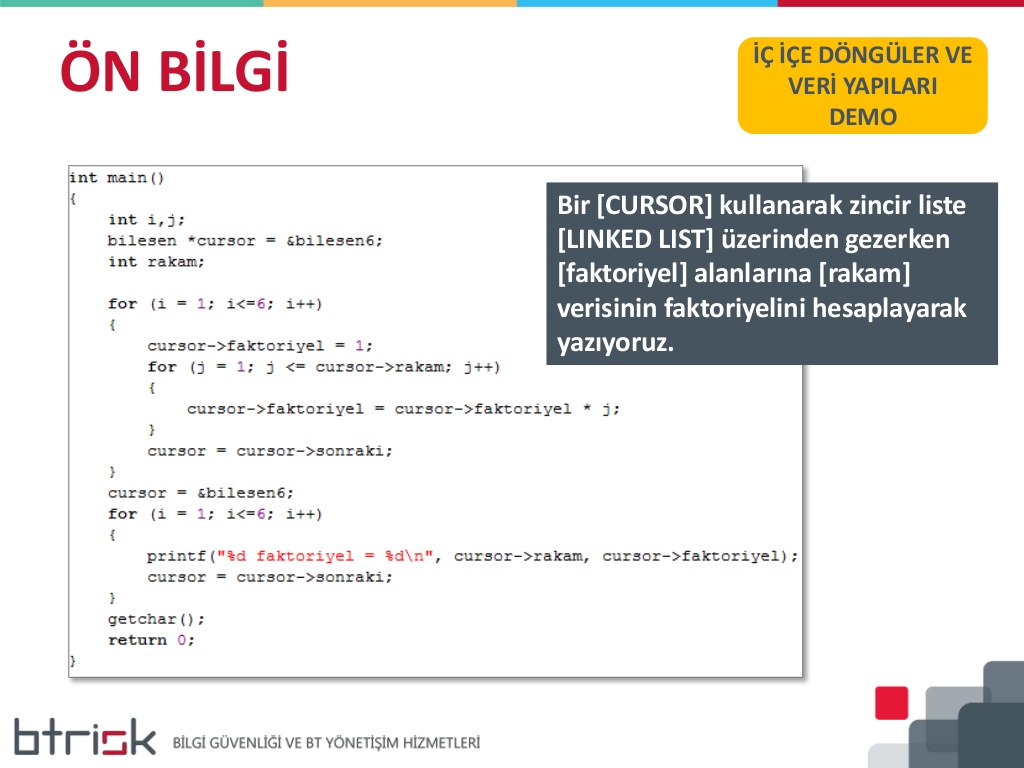 ÖN BİLGİ
İÇ İÇE DÖNGÜLER VE
VERİ YAPILARI
DEMO
int main()
{
    int i,j;
    bilesen *cursor = &bilesen6;
    int rakam;

    for (i = 1; i<=6; i++)
    {
        cursor->faktoriyel = 1;
        for (j = 1; j <= cursor->rakam; j++)
        {
            cursor->faktoriyel = cursor->faktoriyel * j;
        }
        cursor = cursor->sonraki;
    }
    cursor = &bilesen6;
    for (i = 1; i<=6; i++)
    {
        printf("%d faktoriyel = %d\n", cursor->rakam, cursor->faktoriyel);
        cursor = cursor->sonraki;
    }
    getchar();
    return 0;
}
Bir [CURSOR] kullanarak zincir liste
[LINKED LIST] üzerinden gezerken
[faktoriyel] alanlarına [rakam]
verisinin faktoriyelini hesaplayarak
yazıyoruz.
btrisk BİLGİ GÜVENLİĞİ VE BT YÖNETİŞİM HİZMETLERİ